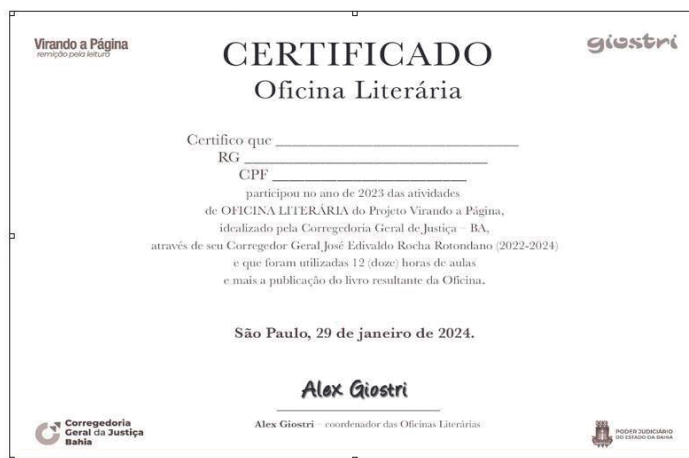 Virando a Página
remição pela leitura
giostri
CERTIFICADO
Oficina Literária
Certifico que ________________________________
RG ________________________________
CPF __________________________
participou no ano de 2023 das atividades
de OFICINA LITERÁRIA do Projeto Virando a Página,
idealizado pela Corregedoria Geral de Justiça – BA,
através de seu Corregedor Geral José Edivaldo Rocha Rotondano (2022-2024)
e que foram utilizadas 12 (doze) horas de aulas
e mais a publicação do livro resultante da Oficina.
São Paulo, 29 de janeiro de 2024.
Alex Giostri
Alex Giostri – coordenador das Oficinas Literárias
Corregedoria
Geral da Justiça
Bahia
PODER JUDICIÁRIO
DO ESTADO DA BAHIA